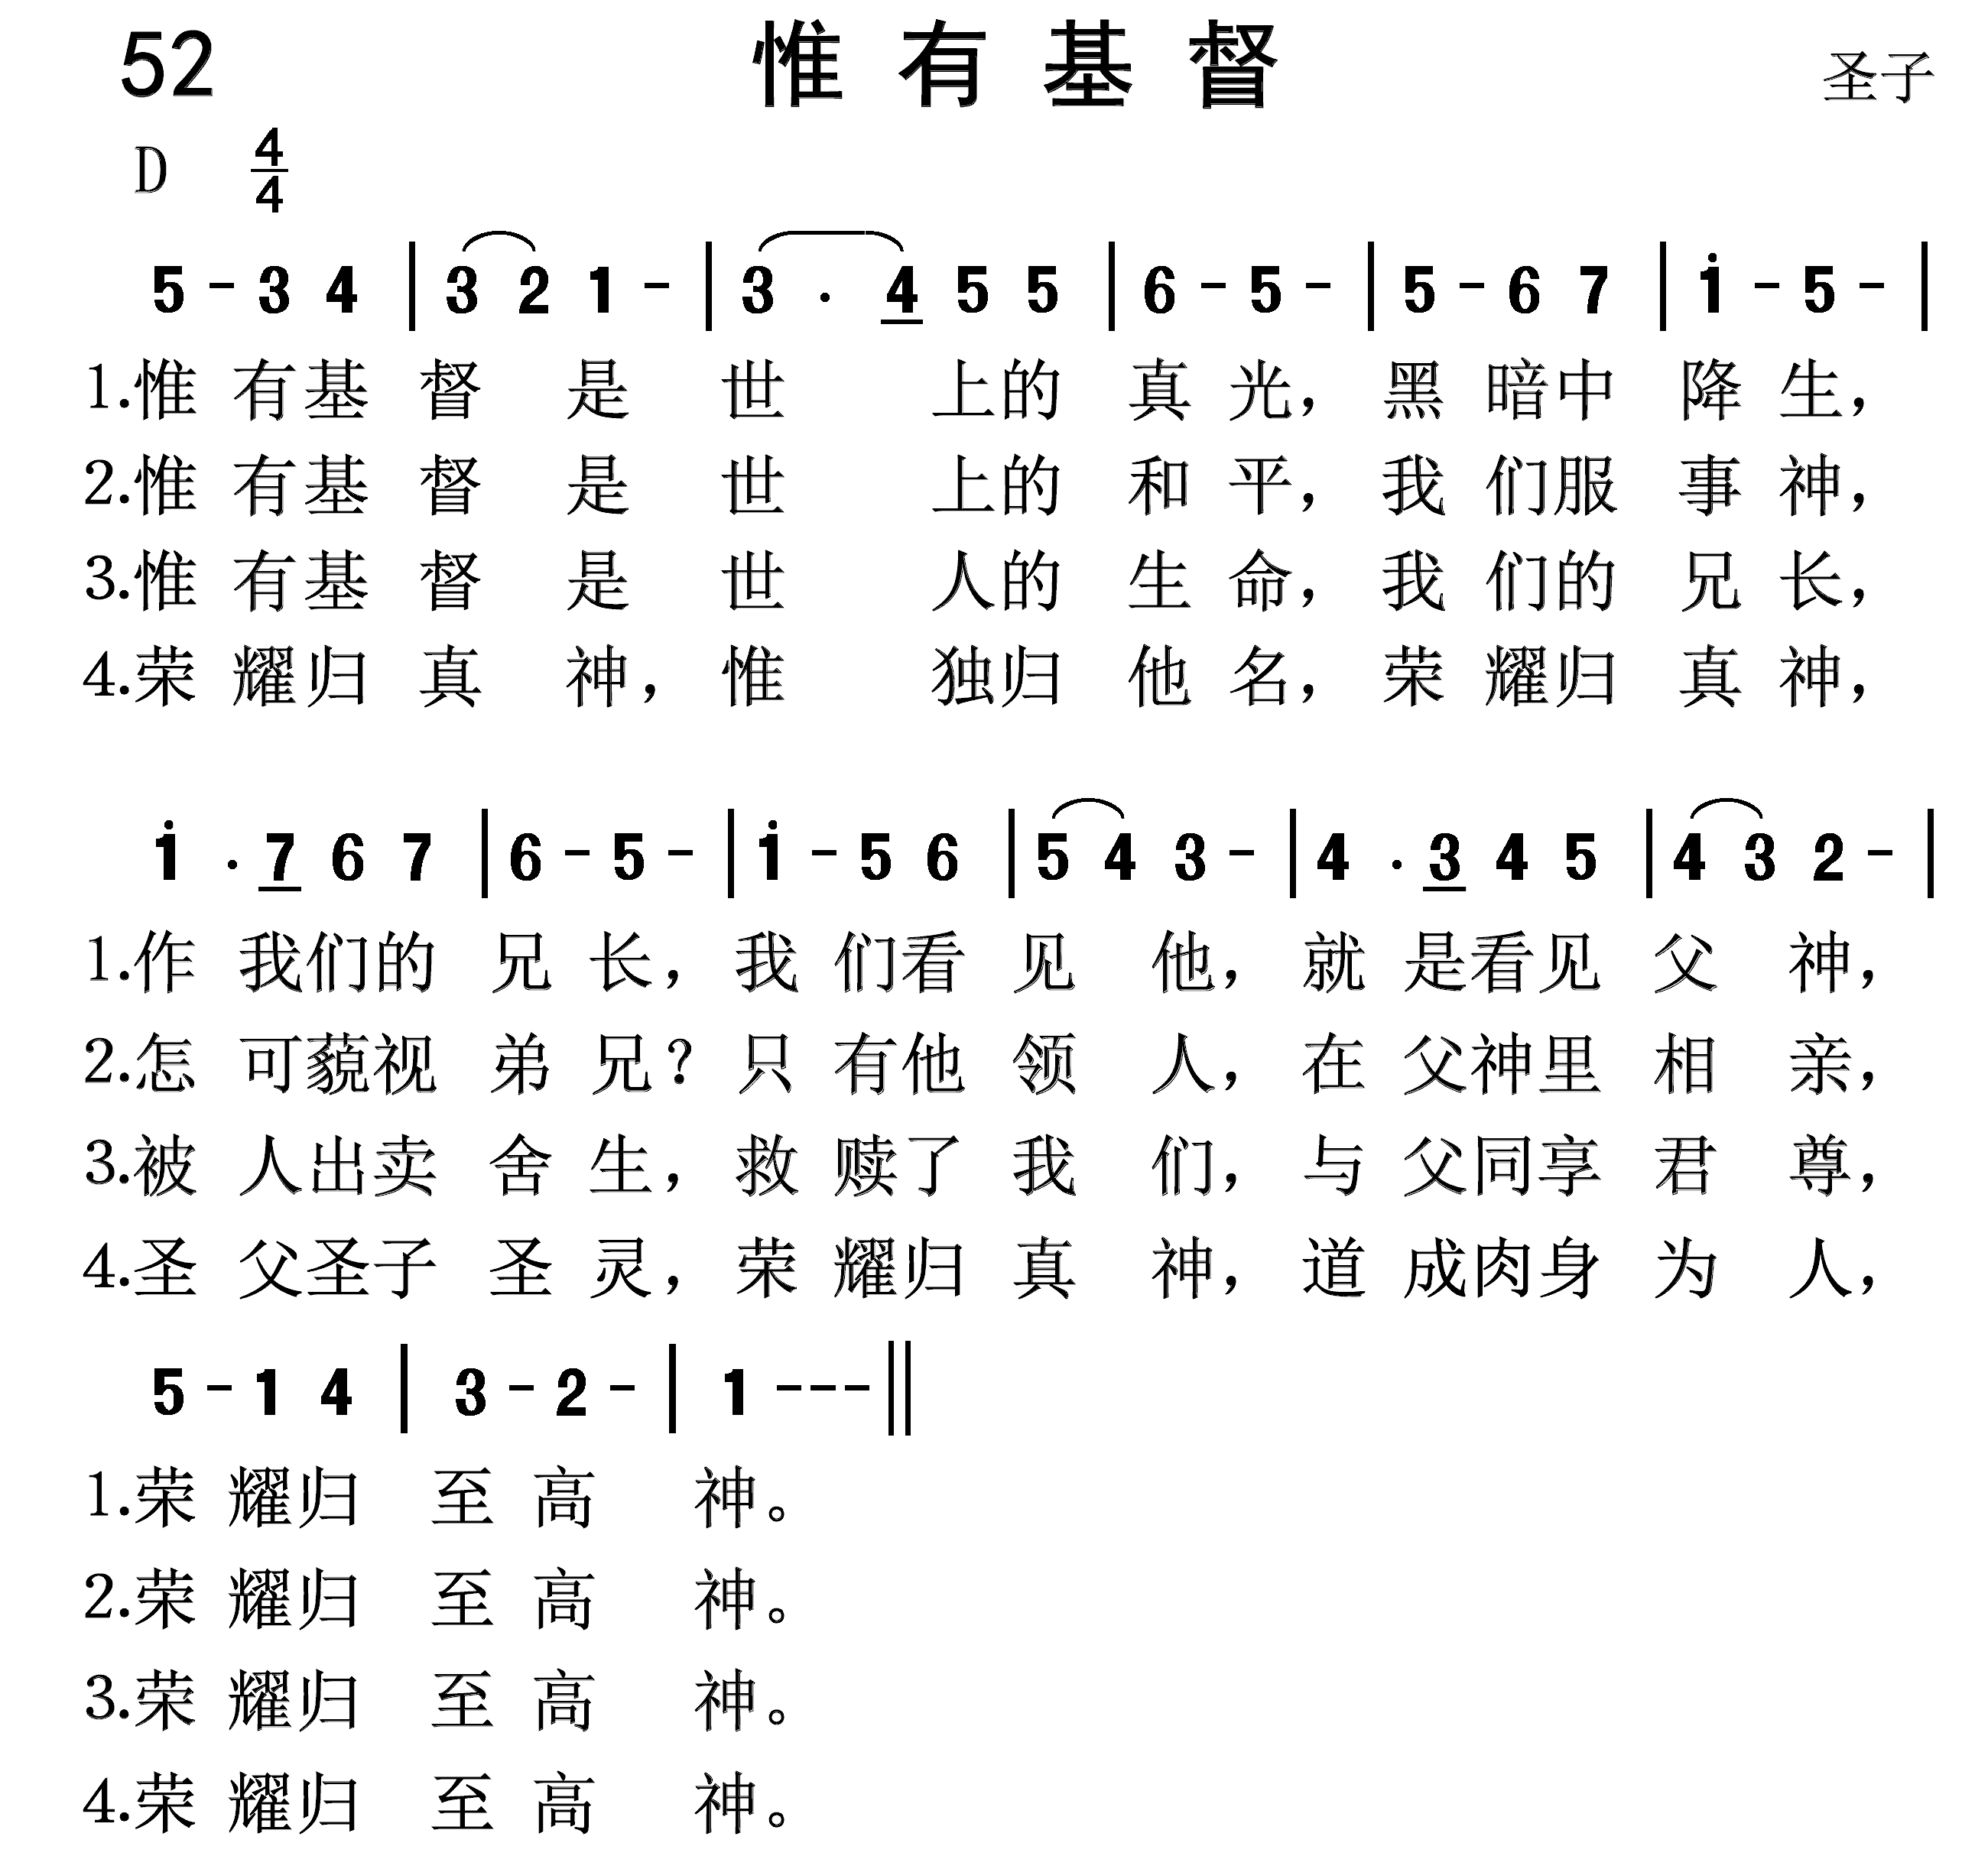 52 惟有基督 圣子
D 4/4
5 - 3 4 | 3 2 1 - | 3 . 4 5 5 | 6 - 5 - | 5 - 6 7 | i - 5 - |
1.惟有基督是世上的真光，黑暗中降生，
2.惟有基督是世上的和平，我们服事神，
3.惟有基督是世人的生命，我们的兄长，
4.荣耀归真神，惟独归他名，荣耀归真神，
i . 7 6 7 | 6 - 5 - | i - 5 6 | 5 4 3 - | 4 . 3 4 5 | 4 3 2 - |
1.作我们的兄长，我们看见他，就是看见父神，
2.怎可藐视弟兄？只有他领人，在父神里相亲，
3.被人出卖舍生，救赎了我们，与父同享君尊，
4.圣父圣子圣灵，荣耀归真神，道成肉身为人，
5 - 1 4 | 3 - 2 - | 1 - - - ||
1.荣耀归至高神。
2.荣耀归至高神。
3.荣耀归至高神。
4.荣耀归至高神。